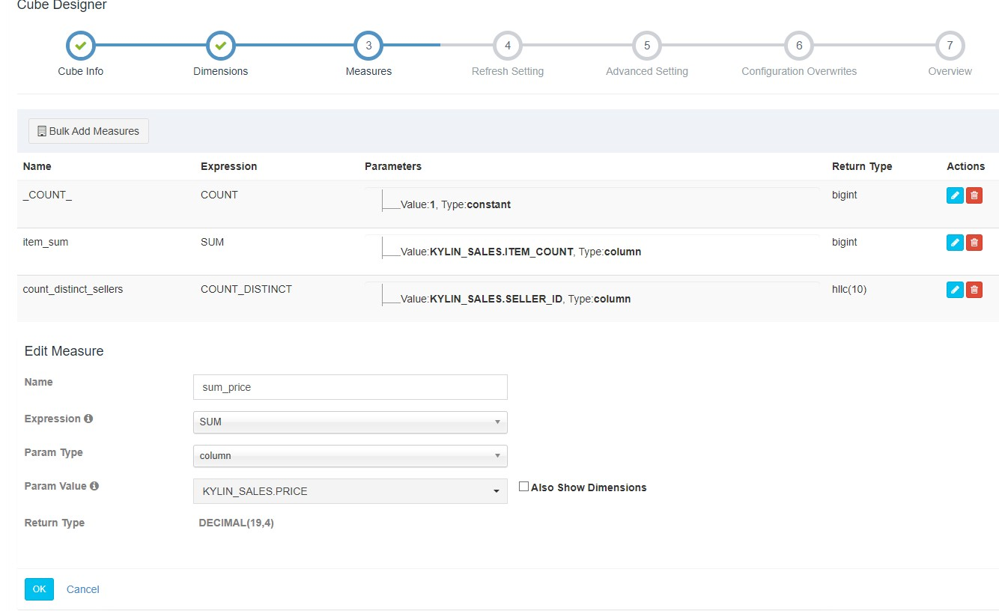 Cube Designer
3 4 5 6 7
Cube Info Dimensions Measures Refresh Setting Advanced Setting Configuration Overwrites Overview
Bulk Add Measures
Name Expression Parameters Return Type Actions
_COUNT_ COUNT bigint
Value:1, Type:constant
item_sum SUM bigint
Value:KYLIN_SALES.ITEM_COUNT, Type:column
count_distinct_sellers COUNT_DISTINCT hllc(10)
Value:KYLIN_SALES.SELLER_ID, Type:column
Edit Measure
Name sum_price
Expression SUM
Param Type column
Param Value KYLIN_SALES.PRICE Also Show Dimensions
Return Type DECIMAL(19,4)
OK Cancel